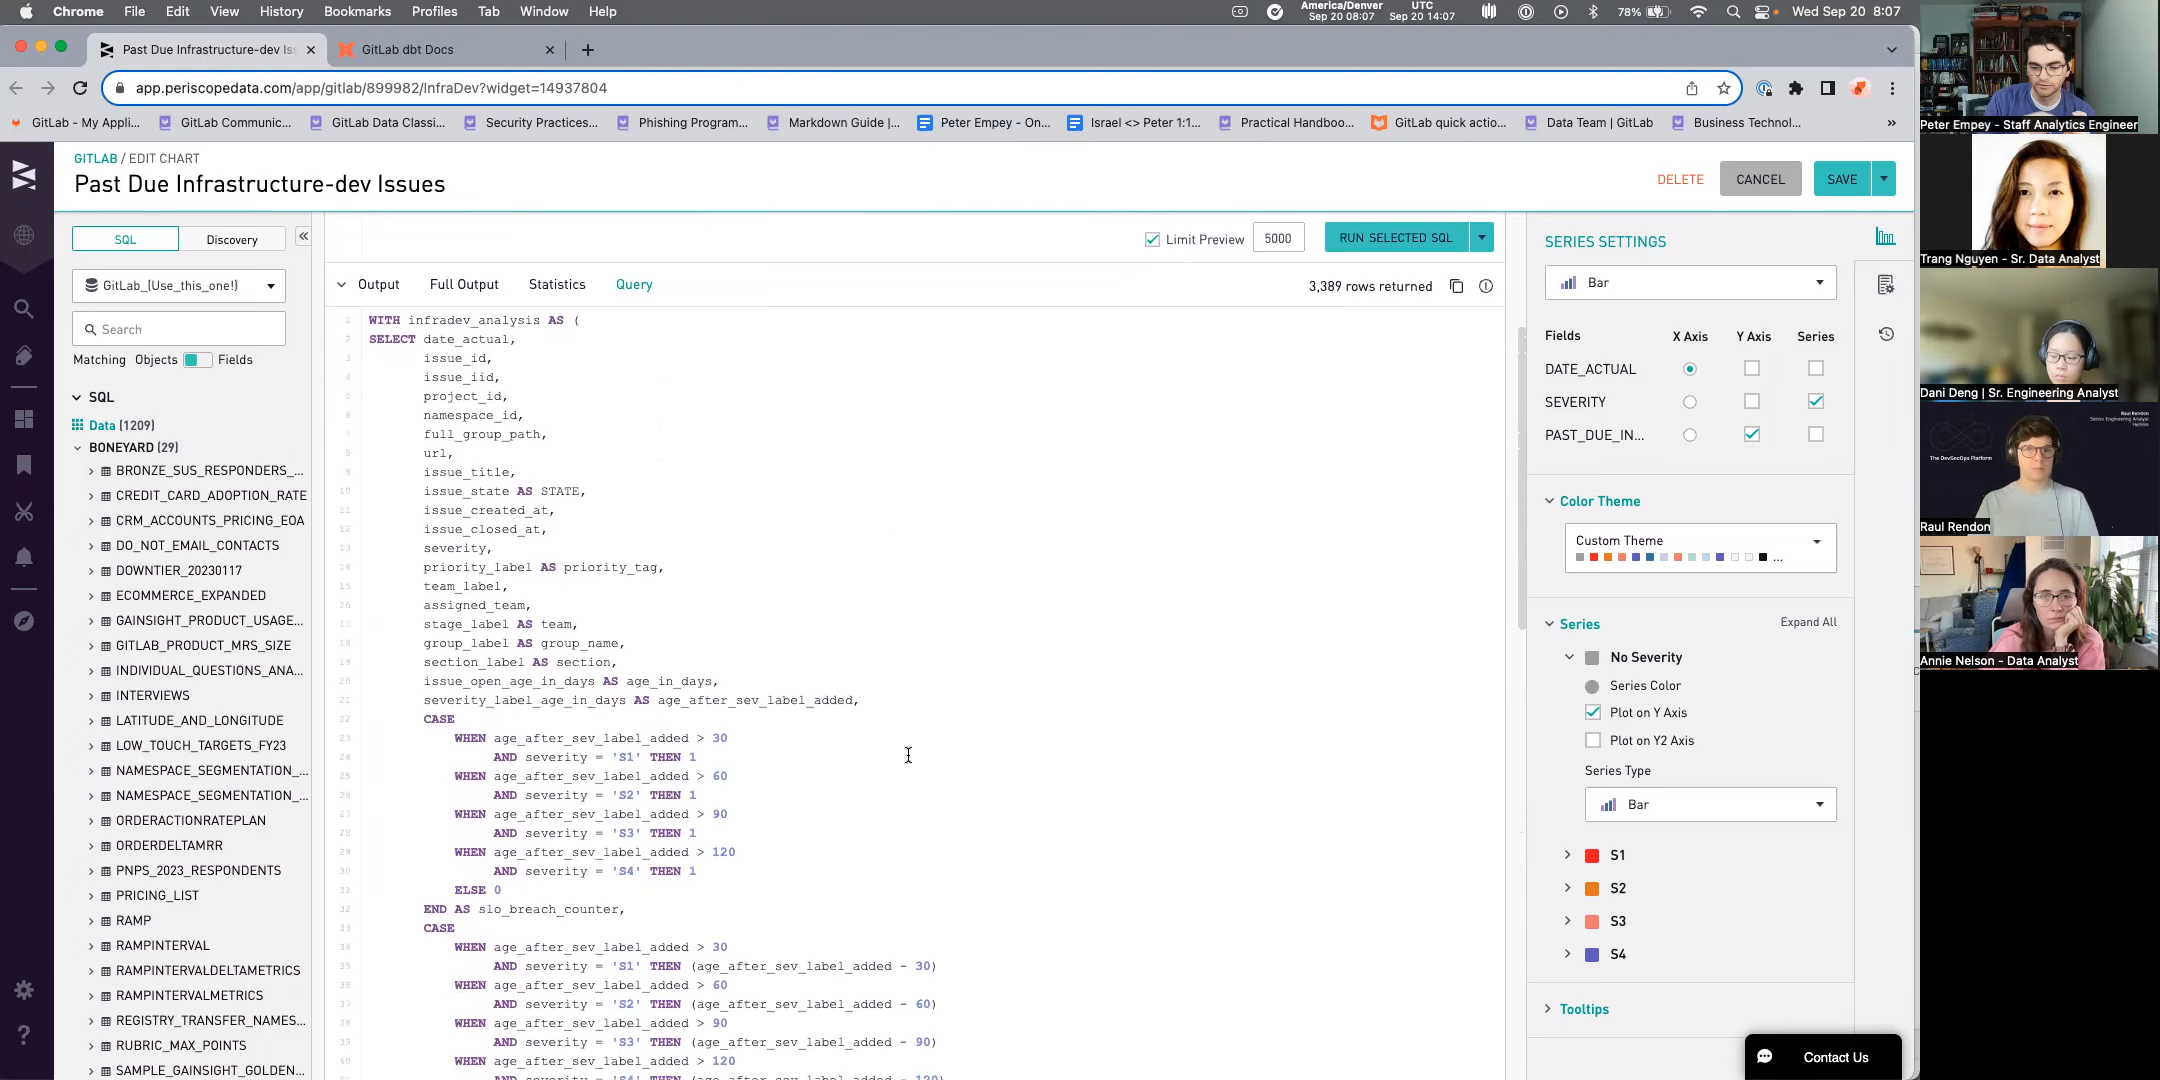 Chrome File Edit View History Bookmarks Profiles Tab Window Help
America/Denver UTC
Sep 20 08:07 Sep 20 14:07
78%
Wed Sep 20 8:07
Past Due Infrastructure-dev Iss
GitLab dbt Docs
app.periscopedata.com/app/gitlab/899982/InfraDev?widget=14937804
GitLab - My Appli...
GitLab Communic...
GitLab Data Classi...
Security Practices...
Phishing Program...
Markdown Guide |...
Peter Empey - On...
Israel <> Peter 1:1...
Practical Handboo...
GitLab quick actio...
Data Team | GitLab
Business Technol...
»
GITLAB / EDIT CHART
Past Due Infrastructure-dev Issues
DELETE
CANCEL
SAVE
SQL
Discovery
GitLab_(Use_this_one!)
Search
Matching Objects Fields
SQL
Data (1209)
BONEYARD (29)
BRONZE_SUS_RESPONDERS_...
CREDIT_CARD_ADOPTION_RATE
CRM_ACCOUNTS_PRICING_EOA
DO_NOT_EMAIL_CONTACTS
DOWNTIER_20230117
ECOMMERCE_EXPANDED
GAINSIGHT_PRODUCT_USAGE...
GITLAB_PRODUCT_MRS_SIZE
INDIVIDUAL_QUESTIONS_ANA...
INTERVIEWS
LATITUDE_AND_LONGITUDE
LOW_TOUCH_TARGETS_FY23
NAMESPACE_SEGMENTATION_...
NAMESPACE_SEGMENTATION_...
ORDERACTIONRATEPLAN
ORDERDELTAMRR
PNPS_2023_RESPONDENTS
PRICING_LIST
RAMP
RAMPINTERVAL
RAMPINTERVALDELTAMETRICS
RAMPINTERVALMETRICS
REGISTRY_TRANSFER_NAMES...
RUBRIC_MAX_POINTS
SAMPLE_GAINSIGHT_GOLDEN...
Limit Preview 5000
RUN SELECTED SQL
Output Full Output Statistics Query
3,389 rows returned
WITH infradev_analysis AS (
SELECT date_actual,
issue_id,
issue_iid,
project_id,
namespace_id,
full_group_path,
url,
issue_title,
issue_state AS STATE,
issue_created_at,
issue_closed_at,
severity,
priority_label AS priority_tag,
team_label,
assigned_team,
stage_label AS team,
group_label AS group_name,
section_label AS section,
issue_open_age_in_days AS age_in_days,
severity_label_age_in_days AS age_after_sev_label_added,
CASE
WHEN age_after_sev_label_added > 30
AND severity = 'S1' THEN 1
WHEN age_after_sev_label_added > 60
AND severity = 'S2' THEN 1
WHEN age_after_sev_label_added > 90
AND severity = 'S3' THEN 1
WHEN age_after_sev_label_added > 120
AND severity = 'S4' THEN 1
ELSE 0
END AS slo_breach_counter,
CASE
WHEN age_after_sev_label_added > 30
AND severity = 'S1' THEN (age_after_sev_label_added - 30)
WHEN age_after_sev_label_added > 60
AND severity = 'S2' THEN (age_after_sev_label_added - 60)
WHEN age_after_sev_label_added > 90
AND severity = 'S3' THEN (age_after_sev_label_added - 90)
WHEN age_after_sev_label_added > 120
AND severity = 'S4' THEN (age_after_sev_label_added - 120)
SERIES SETTINGS
Bar
Fields X Axis Y Axis Series
DATE_ACTUAL
SEVERITY
PAST_DUE_IN...
Color Theme
Custom Theme
...
Series
Expand All
No Severity
Series Color
Plot on Y Axis
Plot on Y2 Axis
Series Type
Bar
S1
S2
S3
S4
Tooltips
Contact Us
Peter Empey - Staff Analytics Engineer
Trang Nguyen - Sr. Data Analyst
Dani Deng | Sr. Engineering Analyst
Raul Rendon
Senior Engineering Analyst
The DevSecOps Platform
Raul Rendon
Annie Nelson - Data Analyst